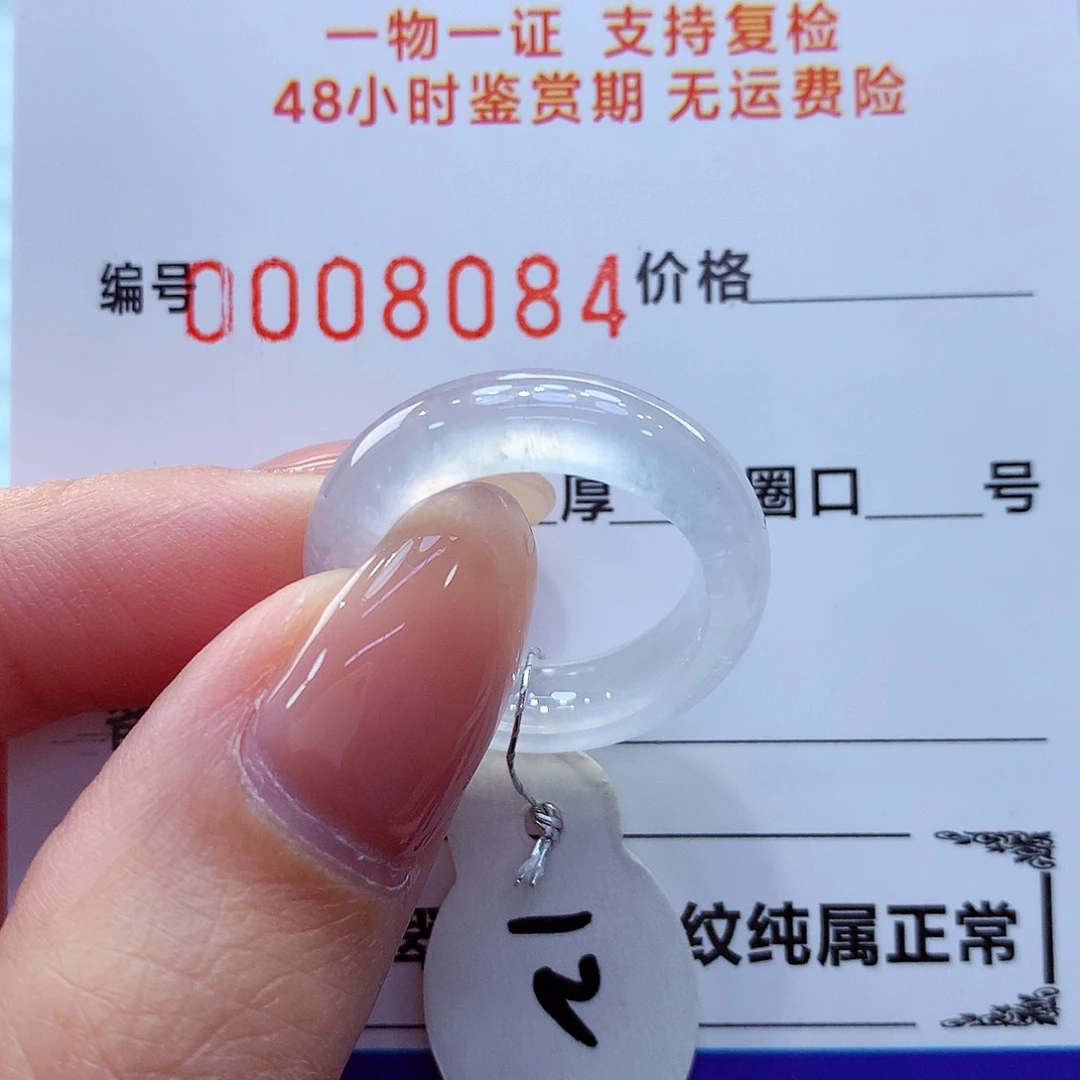 一物一证 支持复检
48小时鉴赏期 无运费险
编号0008084 价格
厚 圈口 号
纹纯属正常
12